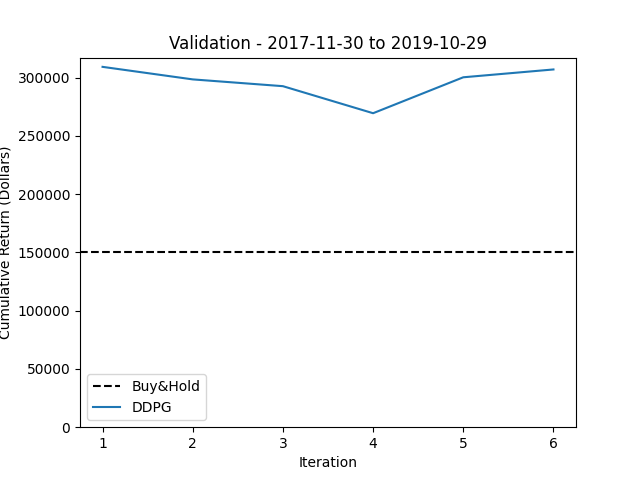 Validation - 2017-11-30 to 2019-10-29
Cumulative Return (Dollars)
300000
250000
200000
150000
100000
50000
0
Buy&Hold
DDPG
1 2 3 4 5 6
Iteration